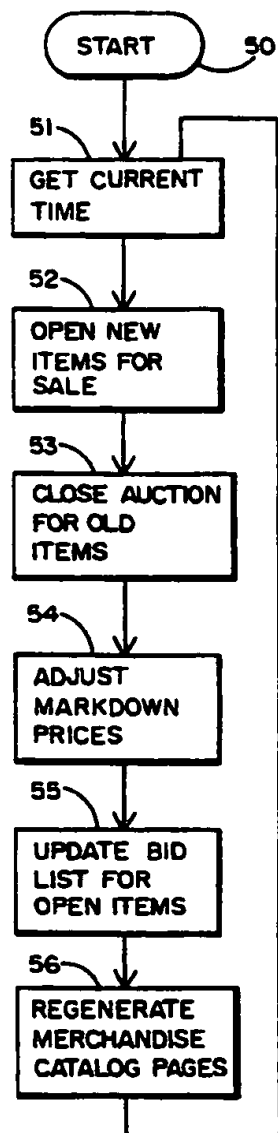 START
50
51
GET CURRENT
TIME
52
OPEN NEW
ITEMS FOR
SALE
53
CLOSE AUCTION
FOR OLD
ITEMS
54
ADJUST
MARKDOWN
PRICES
55
UPDATE BID
LIST FOR
OPEN ITEMS
56
REGENERATE
MERCHANDISE
CATALOG PAGES